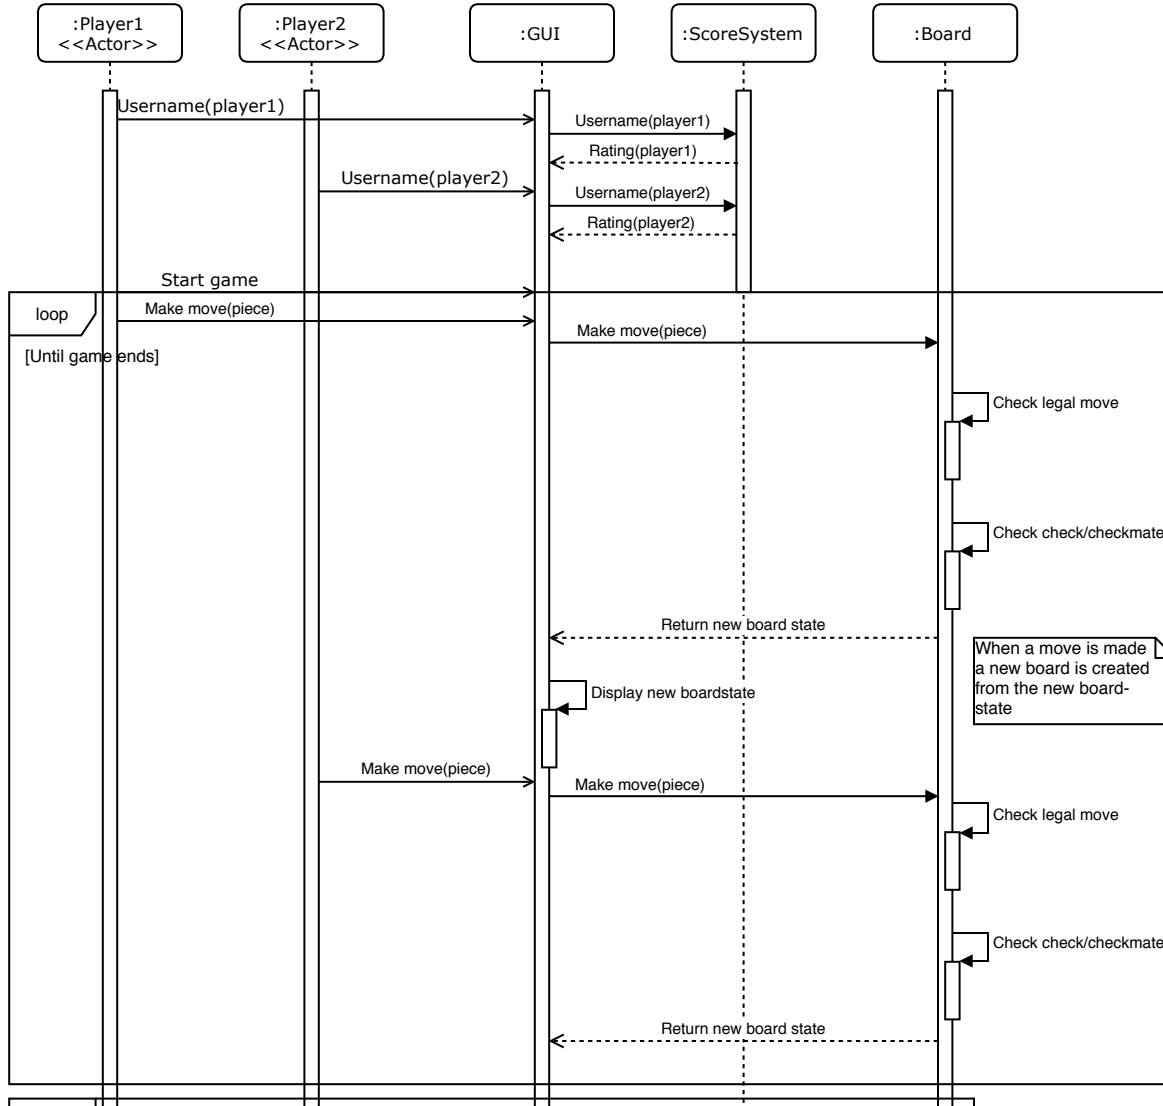 :Player1
<<Actor>>
:Player2
<<Actor>>
:GUI
:ScoreSystem
:Board
Username(player1)
Username(player1)
Rating(player1)
Username(player2)
Username(player2)
Rating(player2)
Start game
loop
Make move(piece)
Make move(piece)
[Until game ends]
Check legal move
Check check/checkmate
Return new board state
When a move is made
a new board is created
from the new board-
state
Display new boardstate
Make move(piece)
Make move(piece)
Check legal move
Check check/checkmate
Return new board state